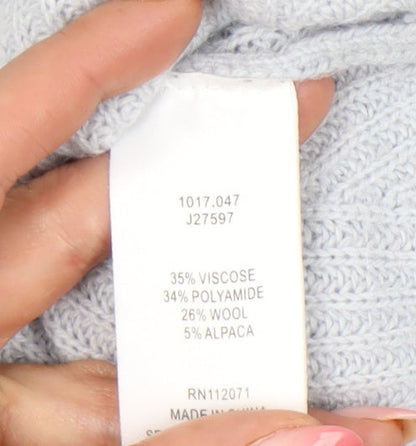 1017.047
J27597
35% VISCOSE
34% POLYAMIDE
26% WOOL
5% ALPACA
RN112071
MADE IN CHINA